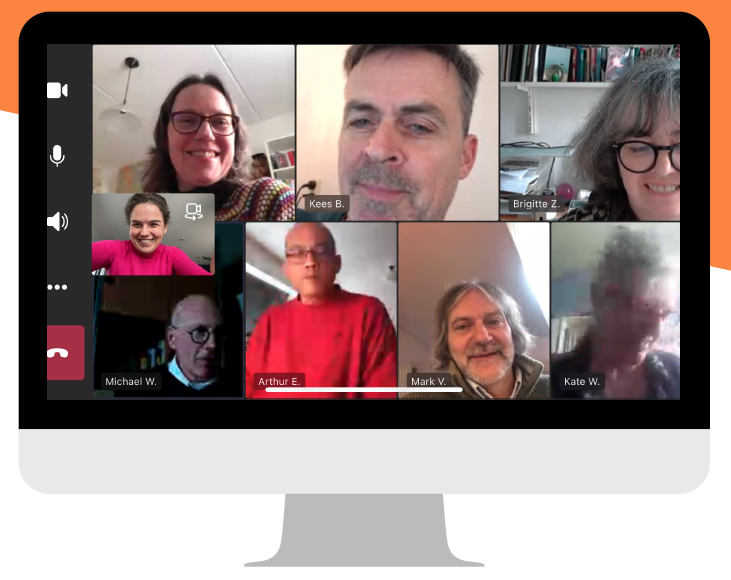 Kees B.
Brigitte Z.
Michael W.
Arthur E.
Mark V.
Kate W.